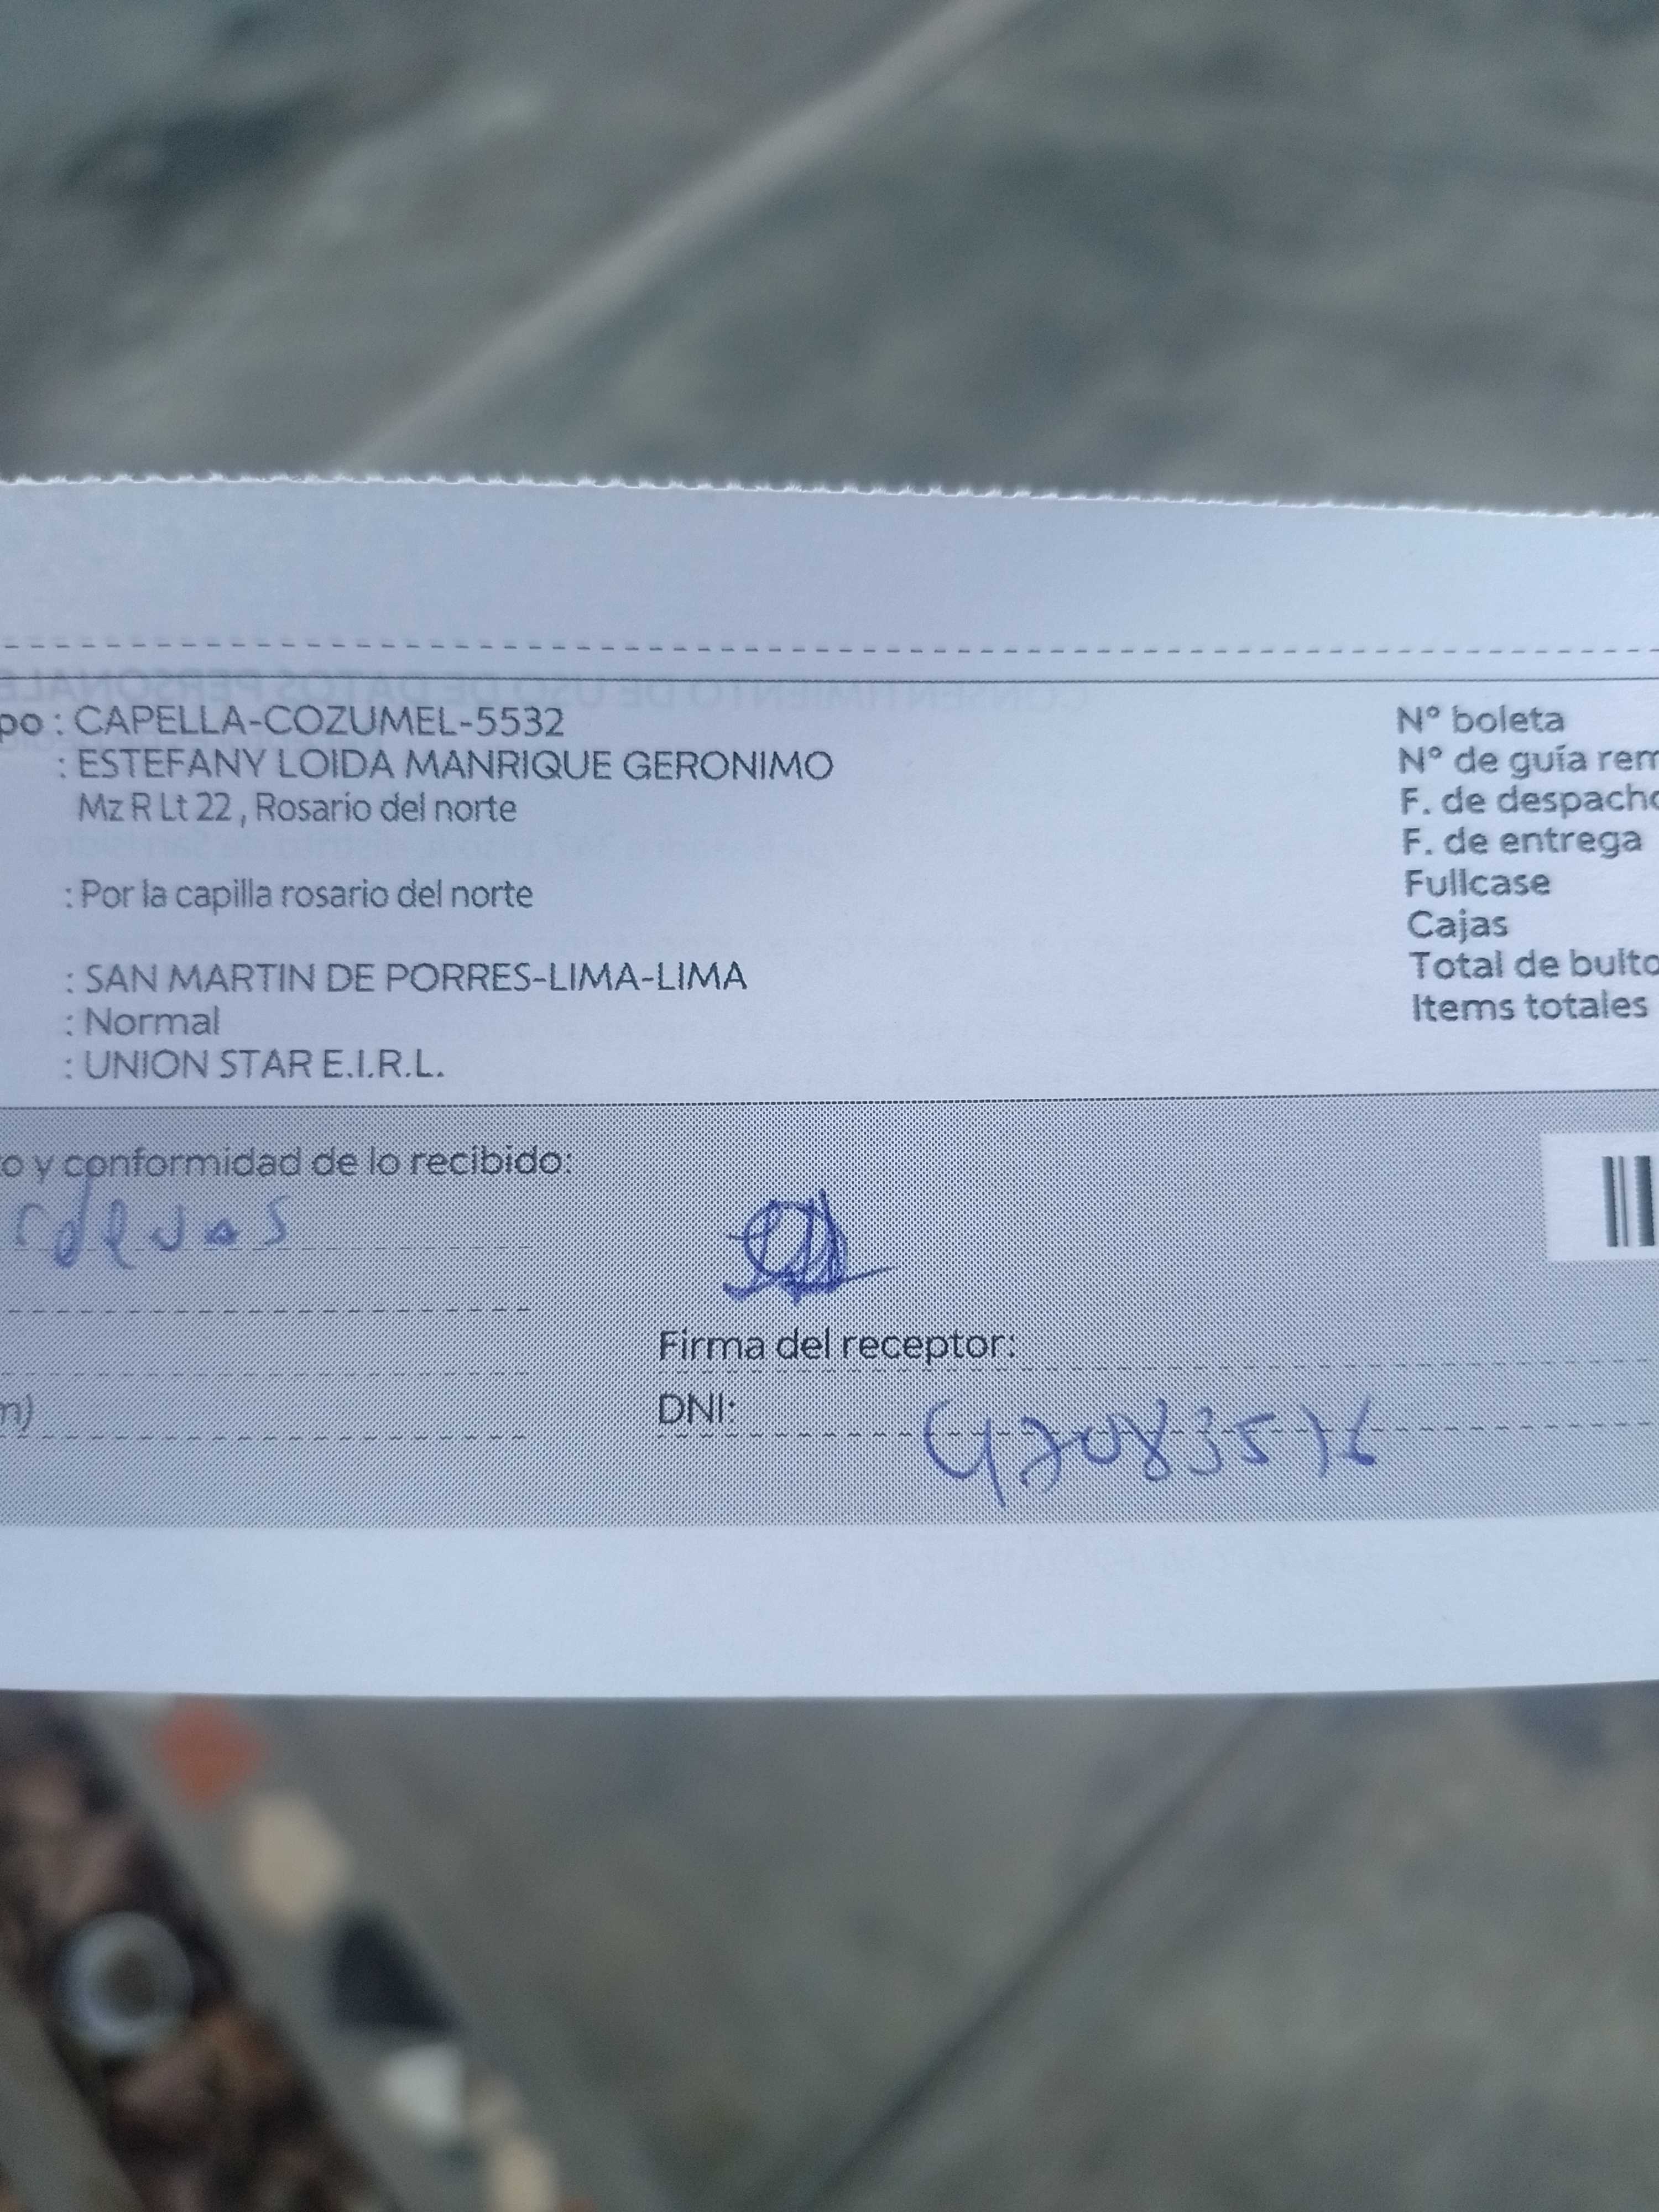 po : CAPELLA-COZUMEL-5532
: ESTEFANY LOIDA MANRIQUE GERONIMO
Mz R Lt 22 , Rosario del norte
: Por la capilla rosario del norte
: SAN MARTIN DE PORRES-LIMA-LIMA
: Normal
: UNION STAR E.I.R.L.
N° boleta
N° de guía rem
F. de despacho
F. de entrega
Fullcase
Cajas
Total de bulto
Items totales
o y conformidad de lo recibido:
Firma del receptor:
DNI: